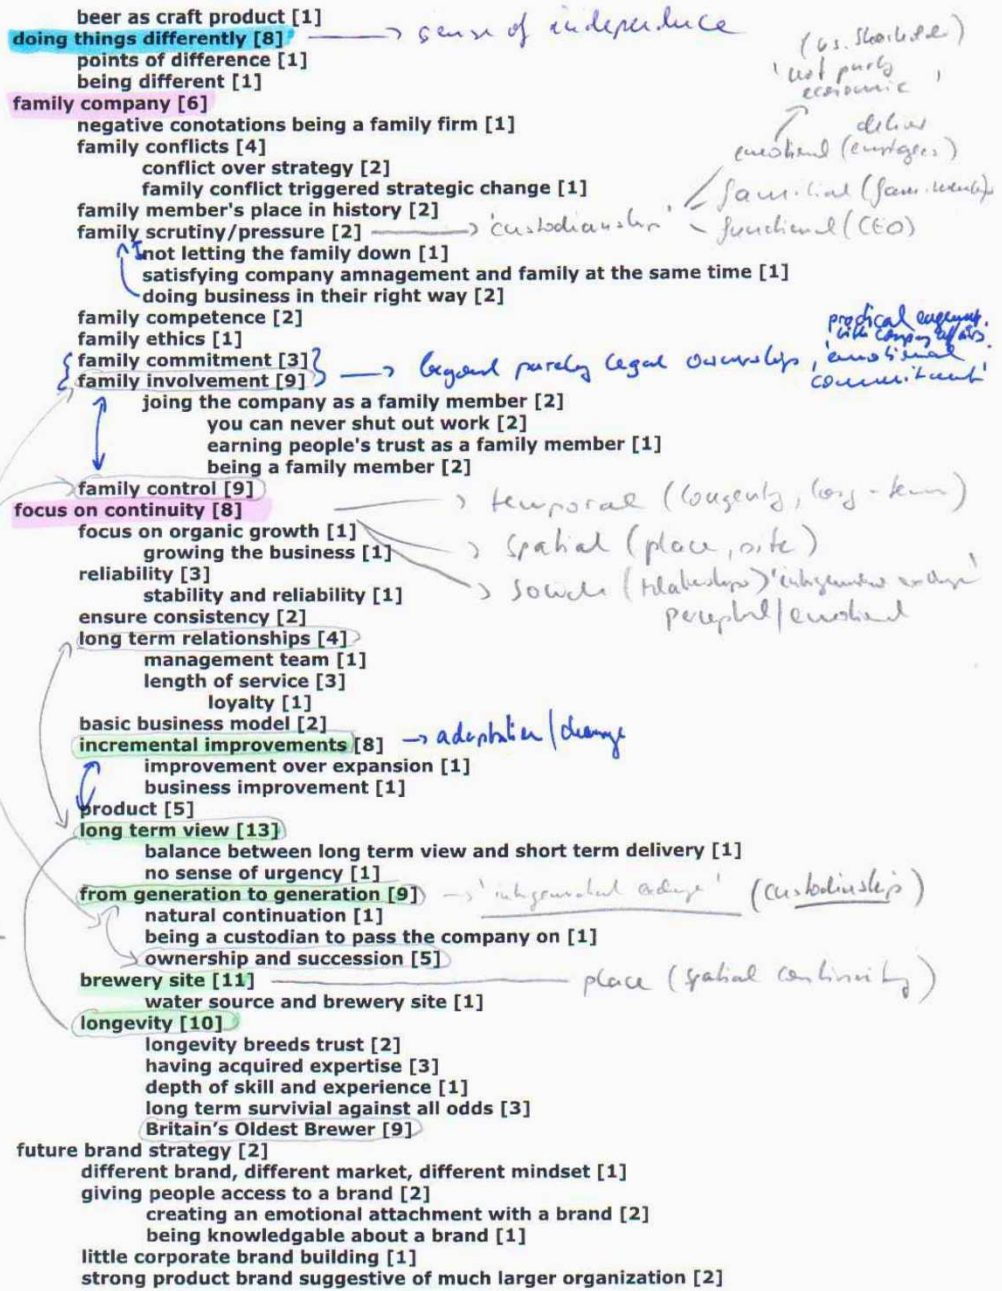 beer as craft product [1]
doing things differently [8] → sense of independence
points of difference [1]
being different [1]
(vs. 
'not purely
economic'
family company [6]
negative conotations being a family firm [1]
family conflicts [4]
emotional (employees)
conflict over strategy [2]
family conflict triggered strategic change [1]
familial (fam. members)
family member's place in history [2]
family scrutiny/pressure [2] → 'custodianship'
functional (CEO)
not letting the family down [1]
satisfying company amnagement and family at the same time [1]
doing business in their right way [2]
family competence [2]
family ethics [1]
family commitment [3]
family involvement [9] → beyond purely legal ownership, 'emotional
commitment'
joing the company as a family member [2]
you can never shut out work [2]
earning people's trust as a family member [1]
being a family member [2]
family control [9]
focus on continuity [8] → temporal (longevity, long-term)
focus on organic growth [1]
→ spatial (place, site)
growing the business [1]
reliability [3]
→ (relationships)
stability and reliability [1]
perceptual/emotional
ensure consistency [2]
long term relationships [4]
management team [1]
length of service [3]
loyalty [1]
basic business model [2]
incremental improvements [8] → adaptation/change
improvement over expansion [1]
business improvement [1]
product [5]
long term view [13]
balance between long term view and short term delivery [1]
no sense of urgency [1]
from generation to generation [9] → (custodianship)
natural continuation [1]
being a custodian to pass the company on [1]
ownership and succession [5]
brewery site [11] place (spatial continuity)
water source and brewery site [1]
longevity [10]
longevity breeds trust [2]
having acquired expertise [3]
depth of skill and experience [1]
long term survivial against all odds [3]
Britain's Oldest Brewer [9]
future brand strategy [2]
different brand, different market, different mindset [1]
giving people access to a brand [2]
creating an emotional attachment with a brand [2]
being knowledgable about a brand [1]
little corporate brand building [1]
strong product brand suggestive of much larger organization [2]